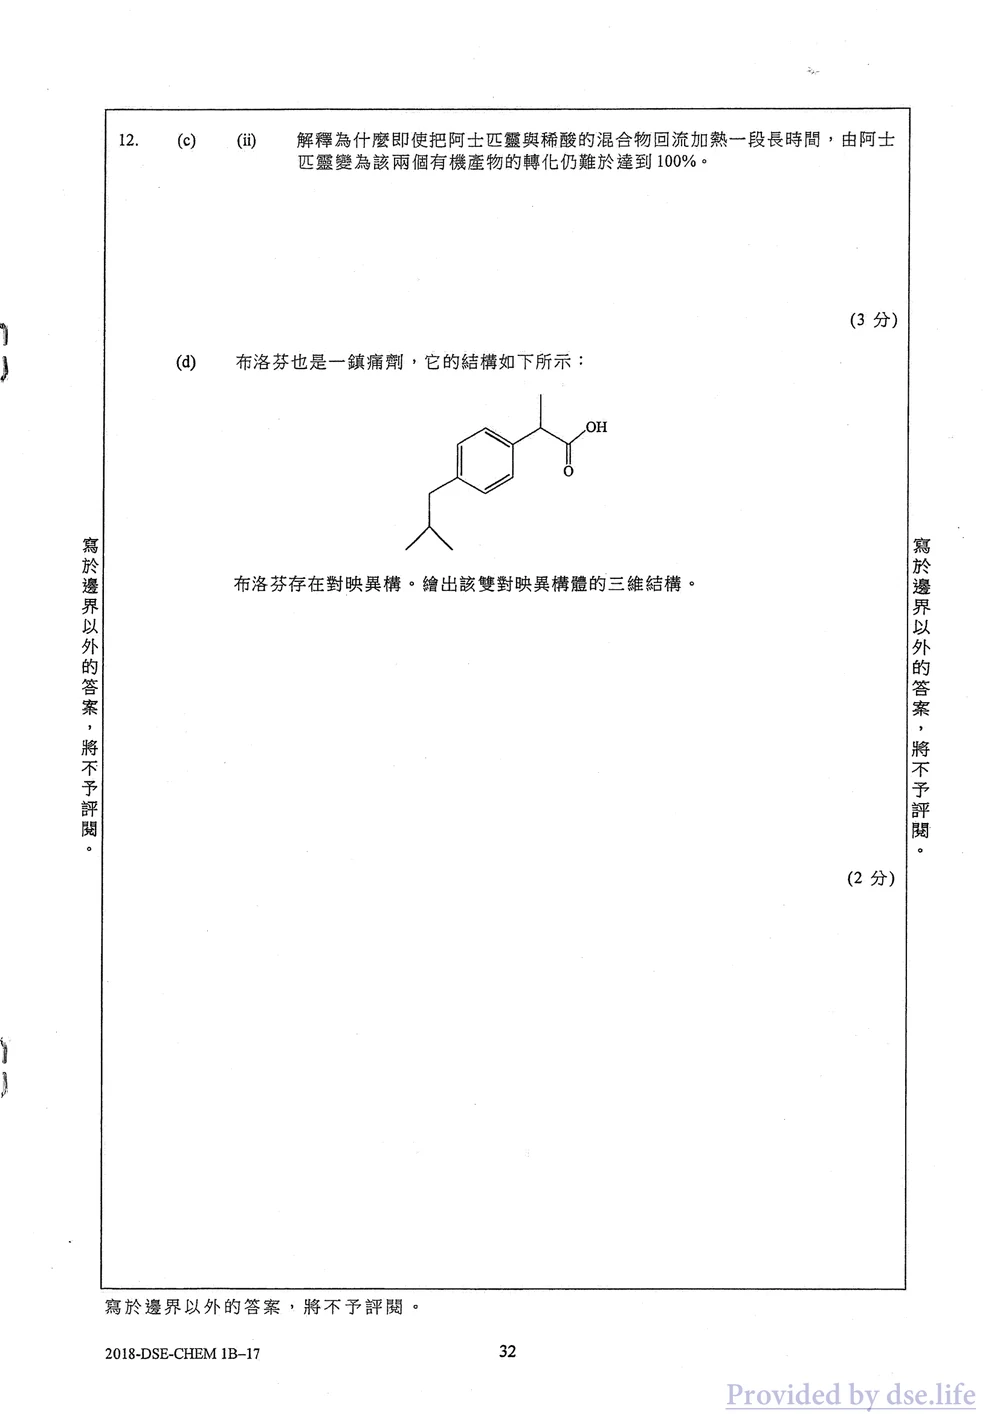 12. (c) (ii) 解釋為什麼即使把阿士匹靈與稀酸的混合物回流加熱一段長時間，由阿士
匹靈變為該兩個有機產物的轉化仍難於達到 100%。
(3 分)
(d) 布洛芬也是一鎮痛劑，它的結構如下所示：
OH
O
布洛芬存在對映異構。繪出該雙對映異構體的三維結構。
(2 分)
寫於邊界以外的答案，將不予評閱。
寫於邊界以外的答案，將不予評閱。
寫於邊界以外的答案，將不予評閱。
2018-DSE-CHEM 1B–17
32
Provided by dse.life